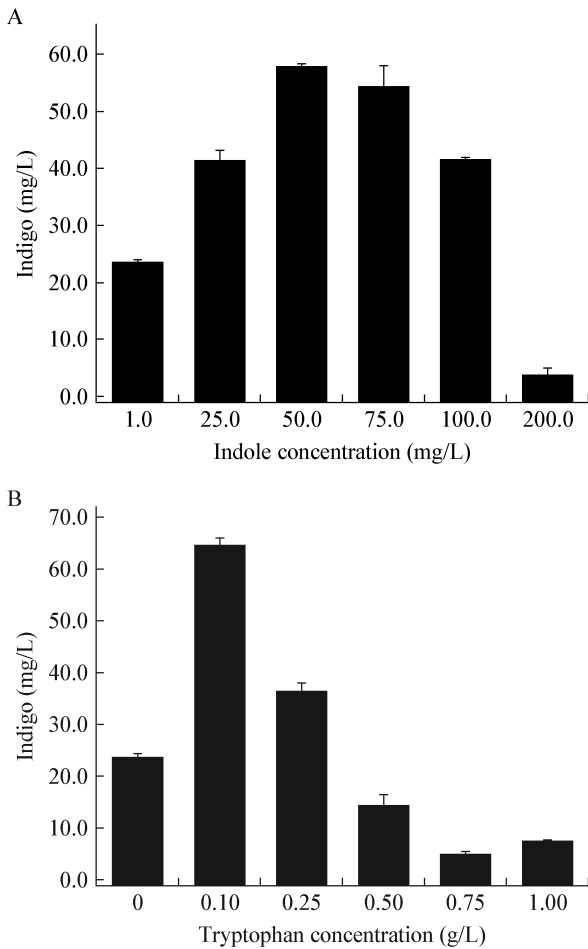 A
60.0
50.0
40.0
30.0
20.0
10.0
0.0
Indigo (mg/L)
1.0 25.0 50.0 75.0 100.0 200.0
Indole concentration (mg/L)
B
70.0
60.0
50.0
40.0
30.0
20.0
10.0
0.0
Indigo (mg/L)
0 0.10 0.25 0.50 0.75 1.00
Tryptophan concentration (g/L)